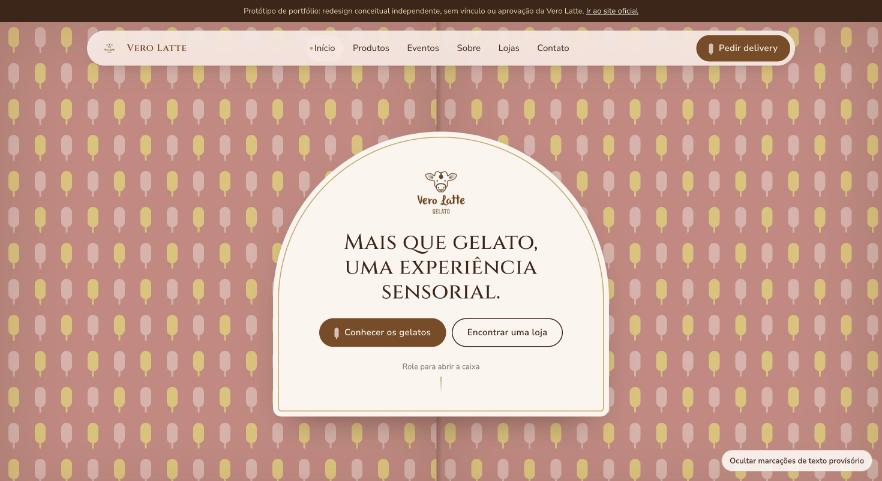 Protótipo de portfólio: redesign conceitual independente, sem vínculo ou aprovação da Vero Latte. Ir ao site oficial
Vero Latte
Início Produtos Eventos Sobre Lojas Contato
Pedir delivery
Vero Latte
GELATO
Mais que gelato,
uma experiência
sensorial.
Conhecer os gelatos
Encontrar uma loja
Role para abrir a caixa
Ocultar marcações de texto provisório